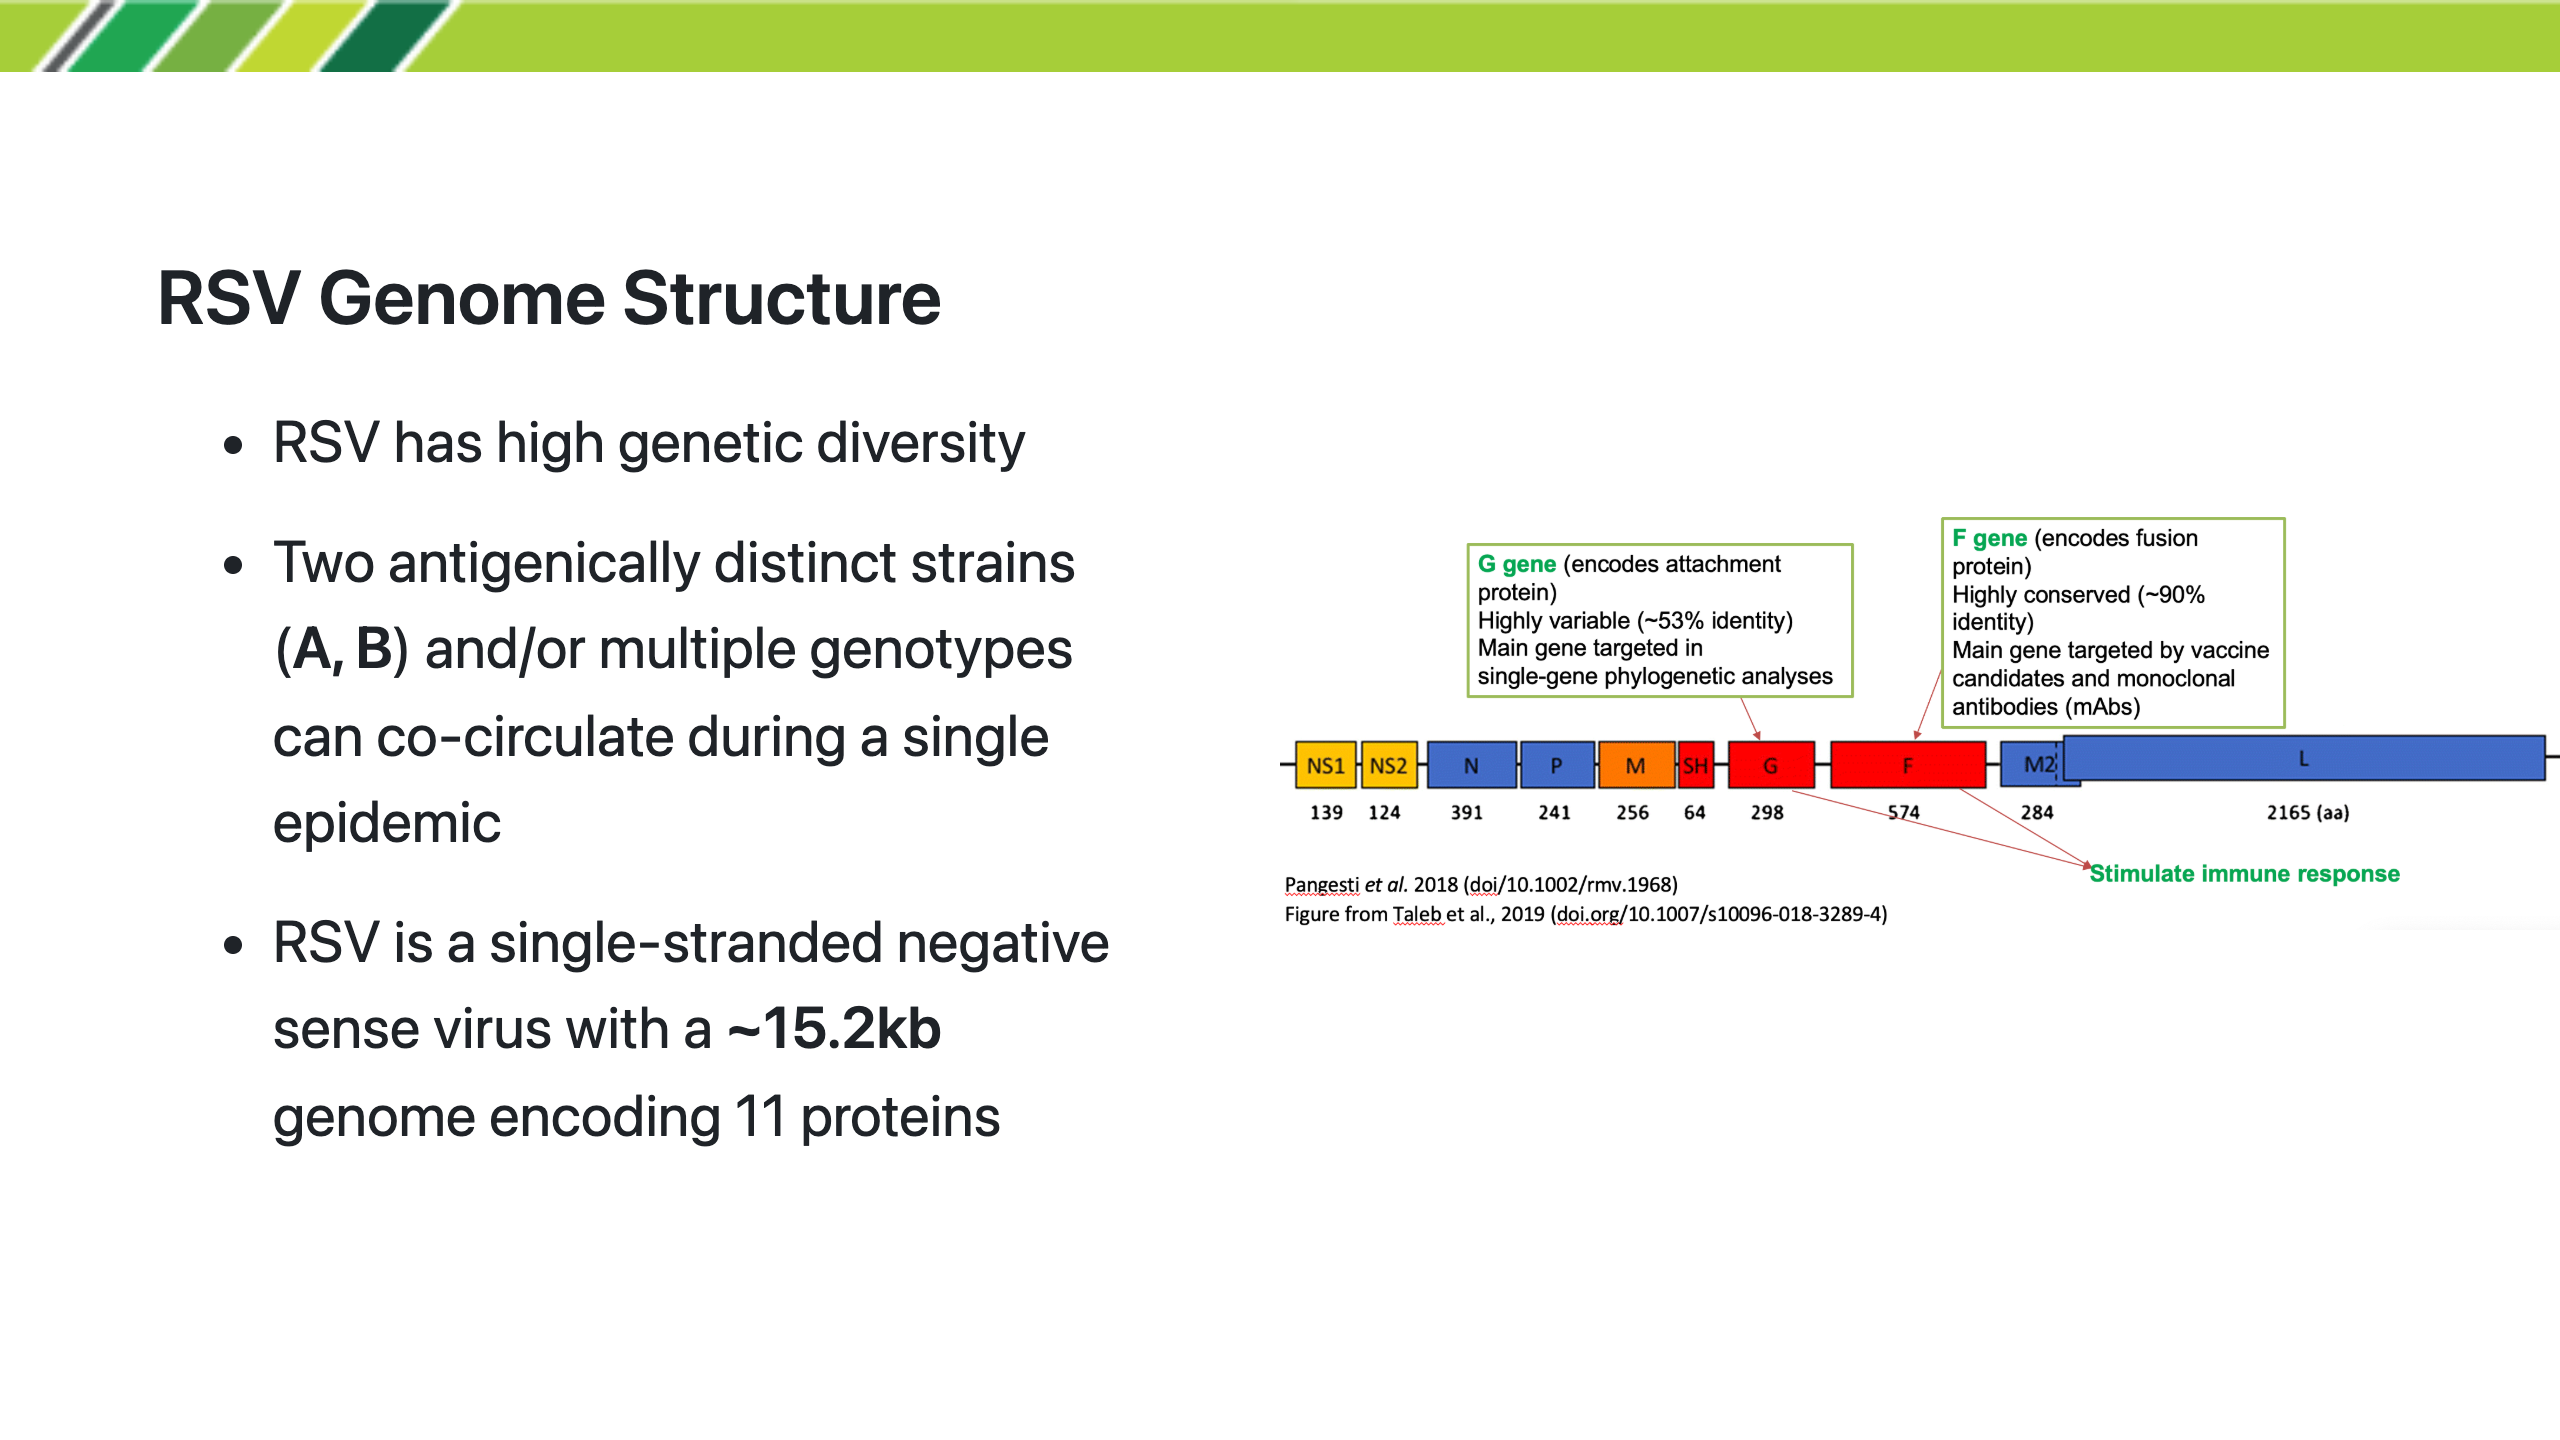 RSV Genome Structure
• RSV has high genetic diversity
• Two antigenically distinct strains
(A, B) and/or multiple genotypes
can co-circulate during a single
epidemic
• RSV is a single-stranded negative
sense virus with a ~15.2kb
genome encoding 11 proteins
G gene (encodes attachment
protein)
Highly variable (~53% identity)
Main gene targeted in
single-gene phylogenetic analyses
F gene (encodes fusion
protein)
Highly conserved (~90%
identity)
Main gene targeted by vaccine
candidates and monoclonal
antibodies (mAbs)
NS1 NS2 N P M SH G F M2 L
139 124 391 241 256 64 298 574 284 2165 (aa)
Stimulate immune response
Pangesti et al. 2018 (doi/10.1002/rmv.1968)
Figure from Taleb et al., 2019 (doi.org/10.1007/s10096-018-3289-4)